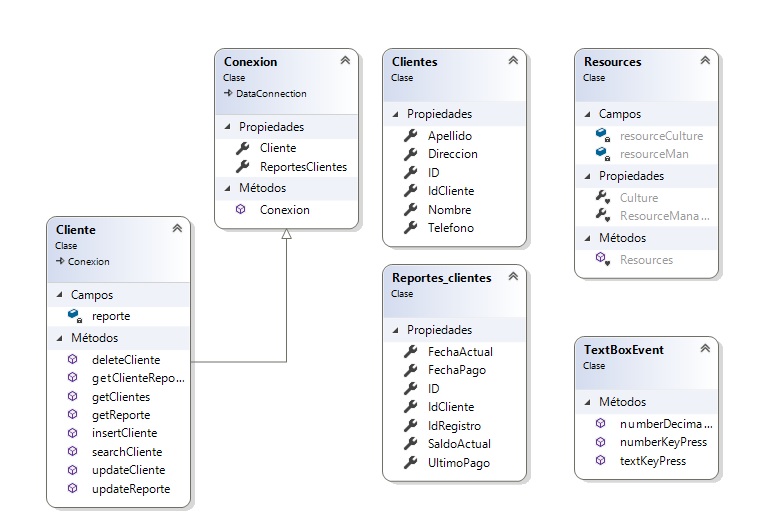 Conexion
Clase
DataConnection
Propiedades
Cliente
ReportesClientes
Métodos
Conexion
Clientes
Clase
Propiedades
Apellido
Direccion
ID
IdCliente
Nombre
Telefono
Resources
Clase
Campos
resourceCulture
resourceMan
Propiedades
Culture
ResourceMana...
Métodos
Resources
Cliente
Clase
Conexion
Campos
reporte
Métodos
deleteCliente
getClienteRepo...
getClientes
getReporte
insertCliente
searchCliente
updateCliente
updateReporte
Reportes_clientes
Clase
Propiedades
FechaActual
FechaPago
ID
IdCliente
IdRegistro
SaldoActual
UltimoPago
TextBoxEvent
Clase
Métodos
numberDecima...
numberKeyPress
textKeyPress